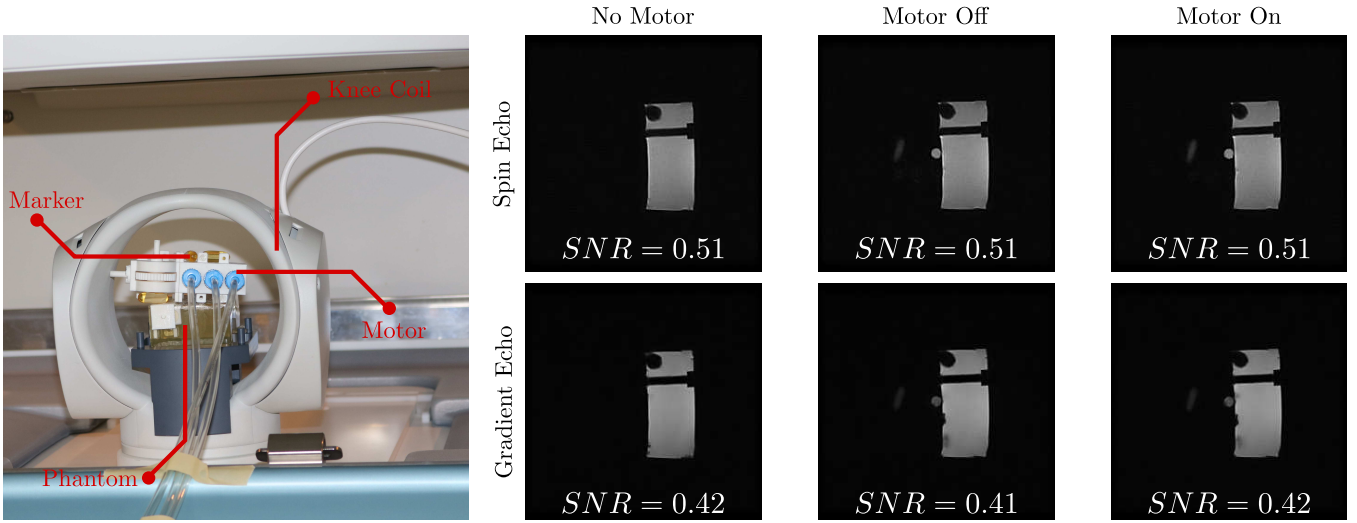 No Motor
Motor Off
Motor On
Knee Coil
Marker
Motor
Phantom
Spin Echo
SNR = 0.51
SNR = 0.51
SNR = 0.51
Gradient Echo
SNR = 0.42
SNR = 0.41
SNR = 0.42